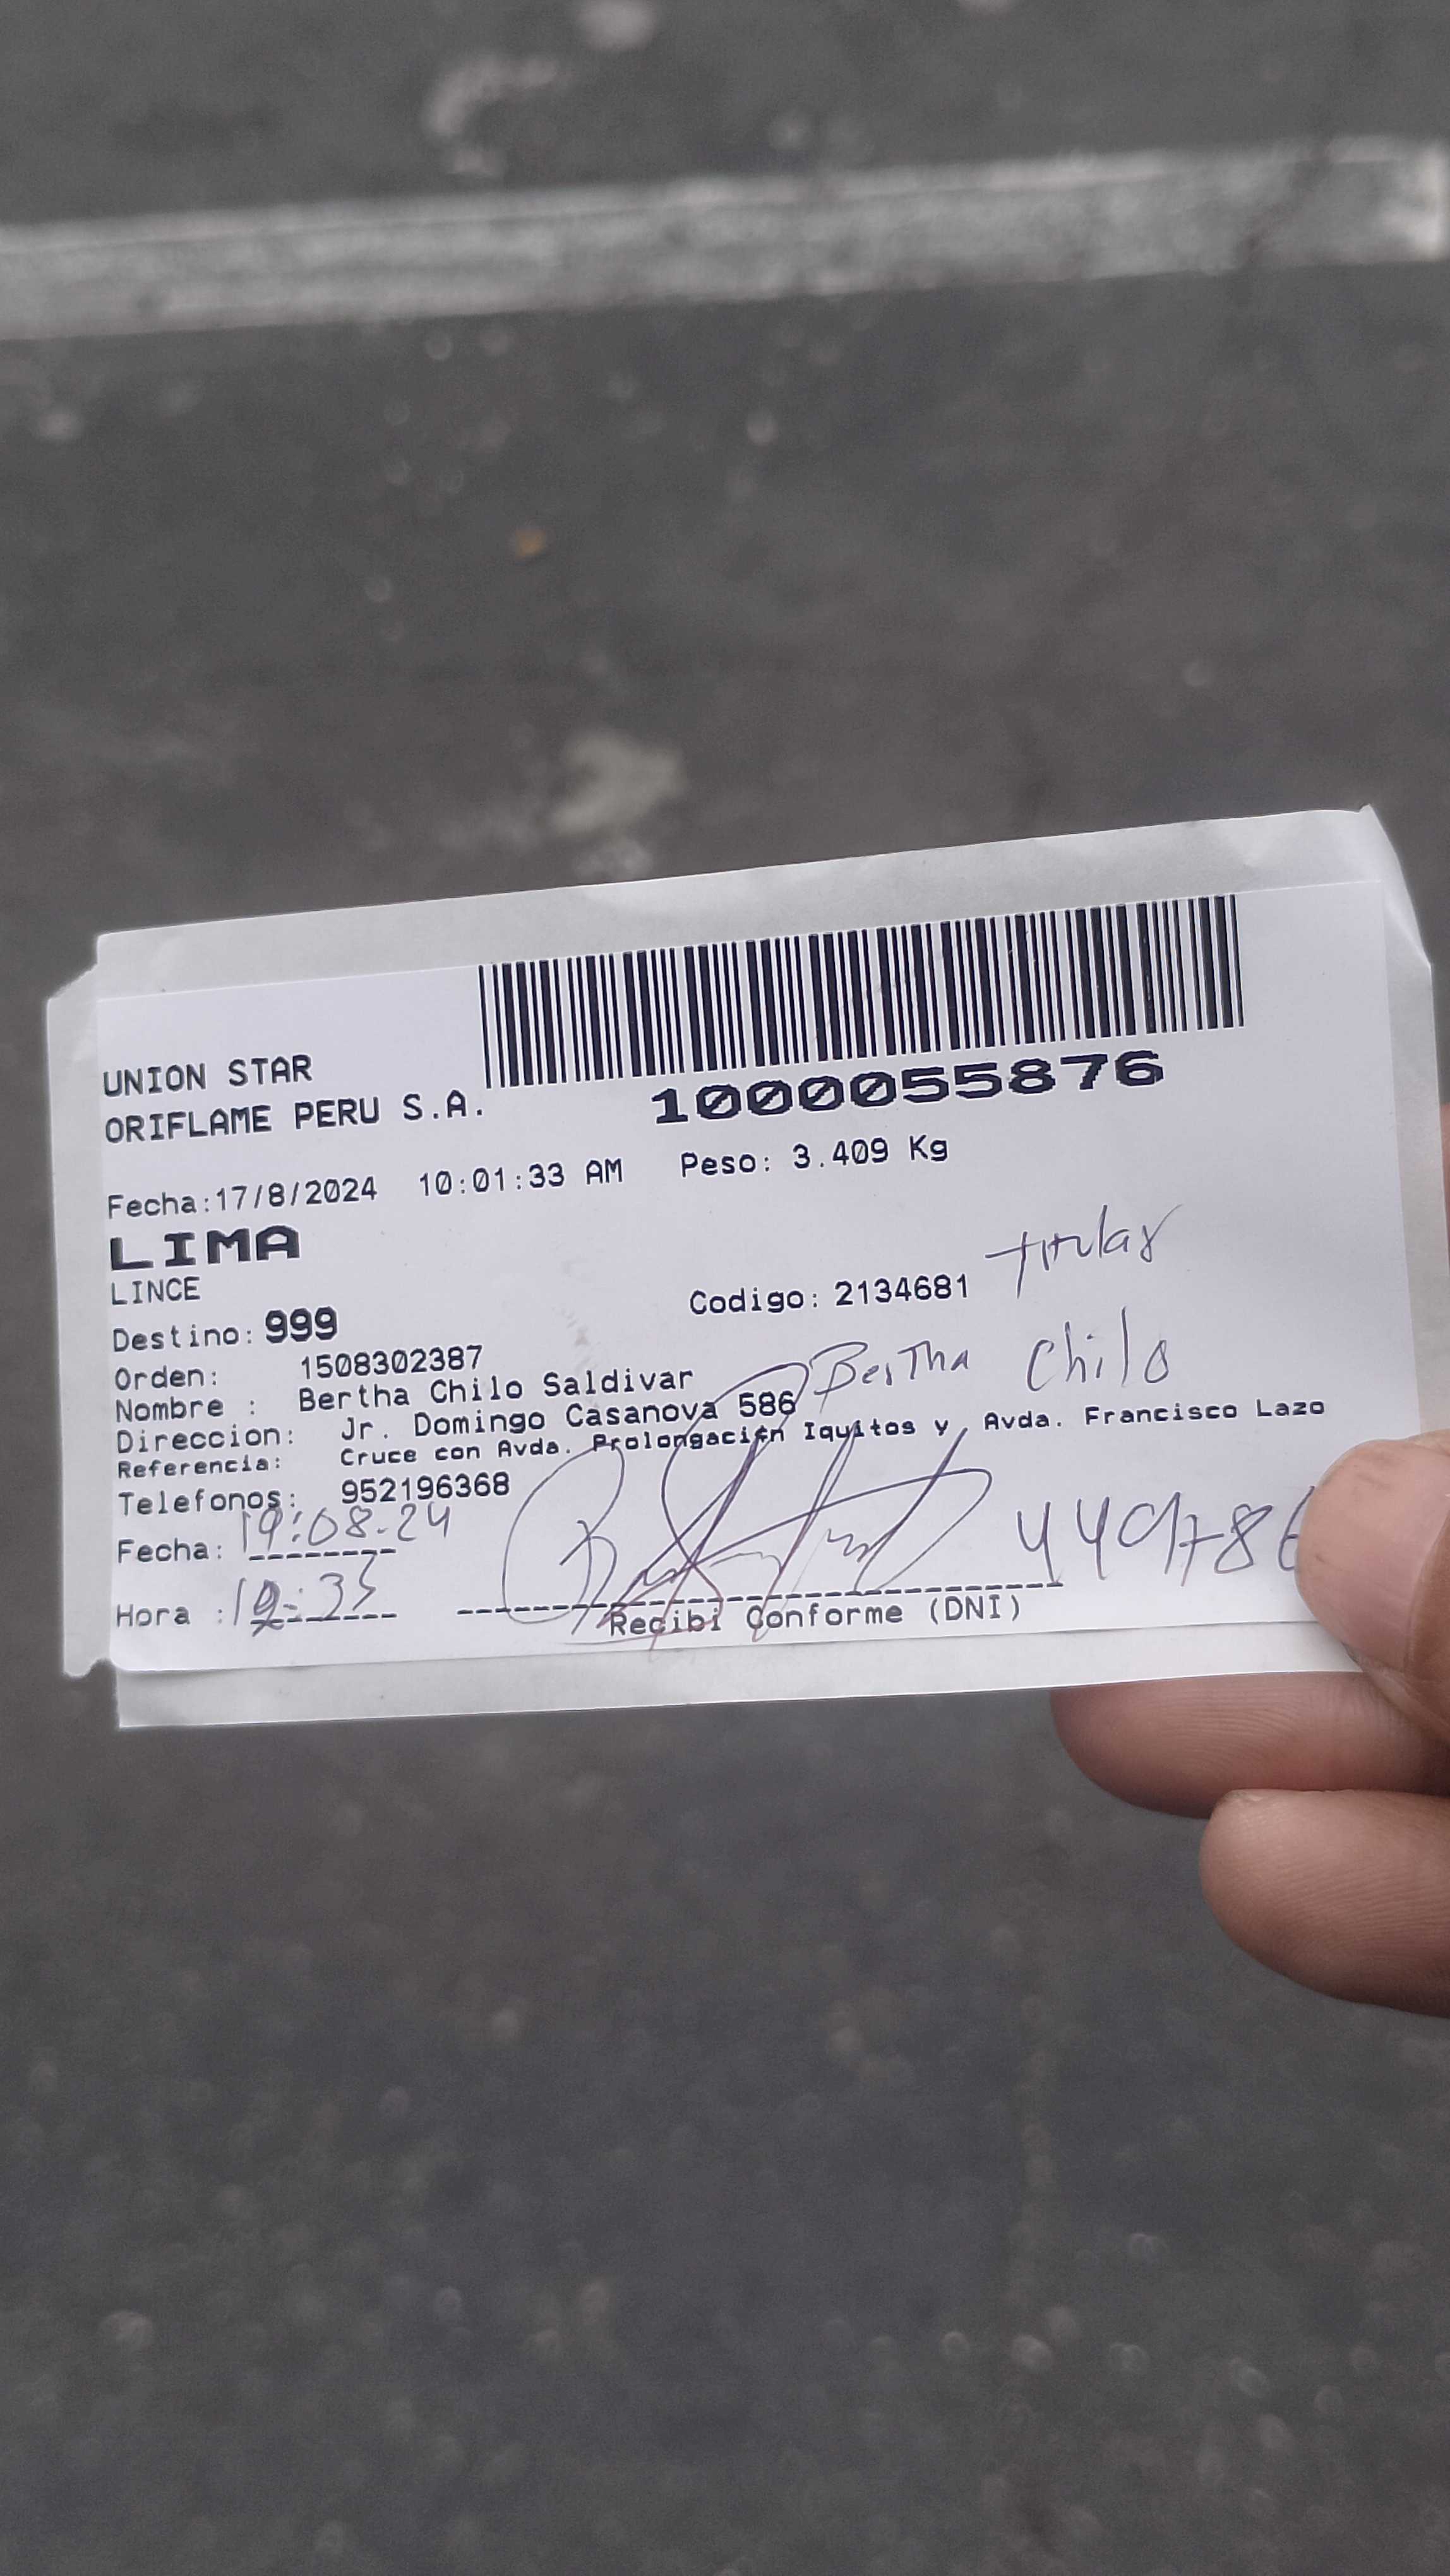 UNION STAR
ORIFLAME PERU S.A.
1000055876
Fecha:17/8/2024 10:01:33 AM Peso: 3.409 Kg
LIMA
LINCE
titular
Destino: 999 Codigo: 2134681
Orden: 1508302387
Nombre : Bertha Chilo Saldivar
Bertha Chilo
Direccion: Jr. Domingo Casanova 586
Referencia: Cruce con Avda. Prolongación Iquitos y Avda. Francisco Lazo
Telefonos: 952196368
Fecha: 19-08-24
Hora :
Recibi Conforme (DNI)